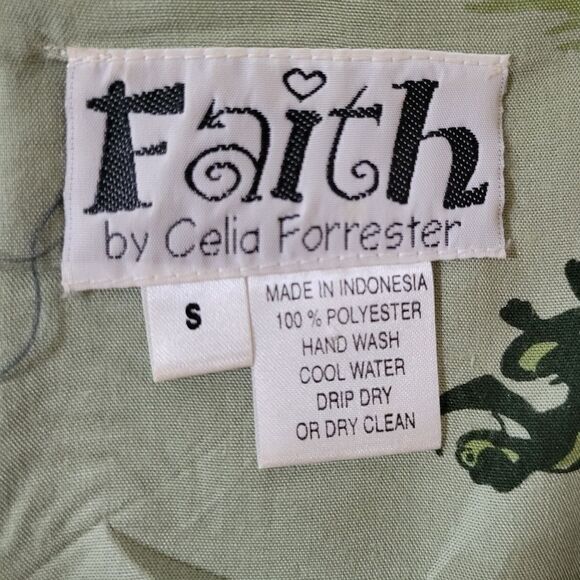 Faith
by Celia Forrester
S
MADE IN INDONESIA
100 % POLYESTER
HAND WASH
COOL WATER
DRIP DRY
OR DRY CLEAN